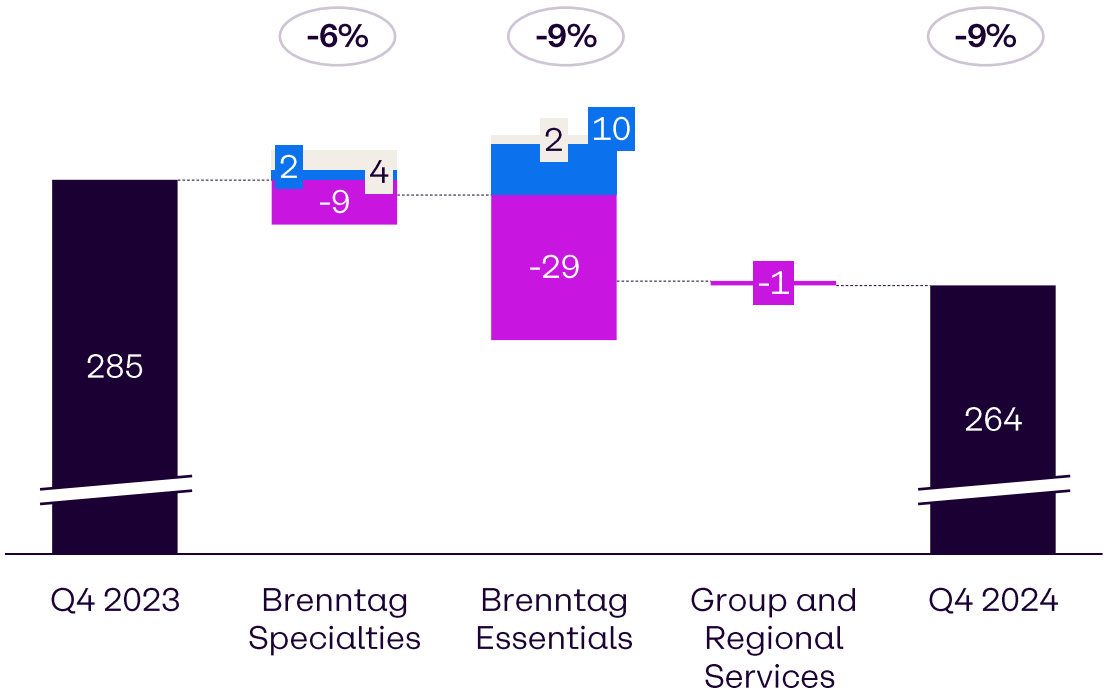 -6%
-9%
-9%
2
4
-9
2
10
-29
-1
285
264
Q4 2023
Brenntag
Specialties
Brenntag
Essentials
Group and
Regional
Services
Q4 2024